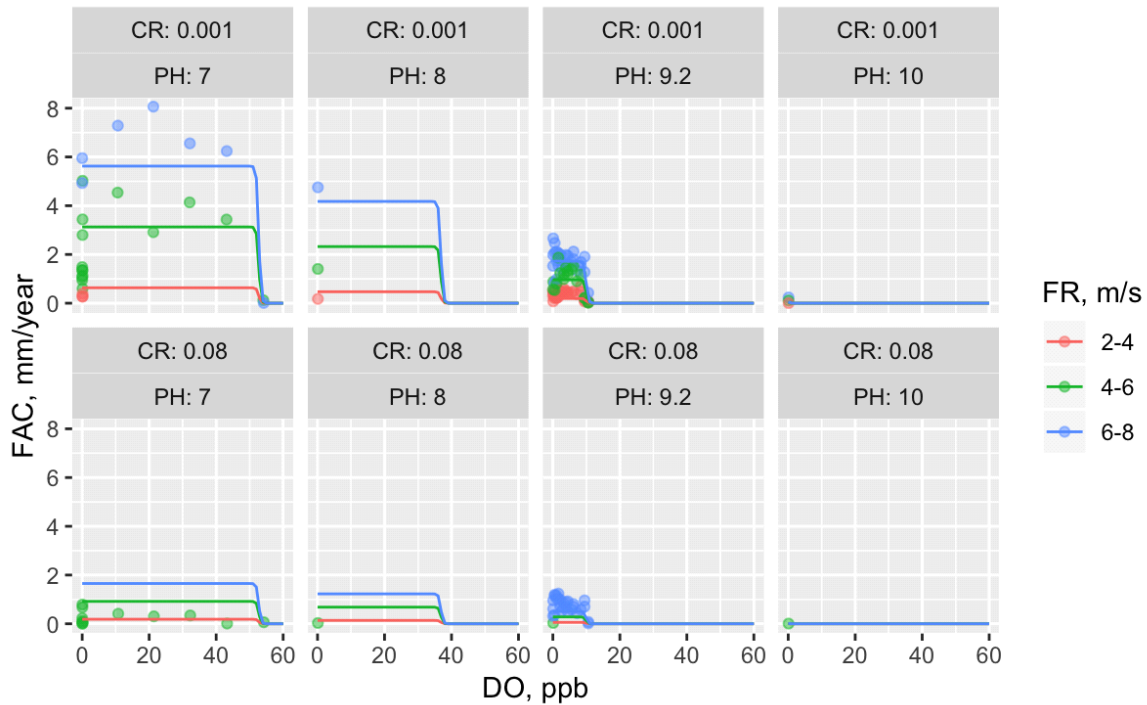 CR: 0.001 CR: 0.001 CR: 0.001 CR: 0.001
PH: 7 PH: 8 PH: 9.2 PH: 10
8
6
4
2
0
FAC, mm/year
CR: 0.08 CR: 0.08 CR: 0.08 CR: 0.08
PH: 7 PH: 8 PH: 9.2 PH: 10
8
6
4
2
0
0 20 40 60 0 20 40 60 0 20 40 60 0 20 40 60
DO, ppb
FR, m/s
2-4
4-6
6-8